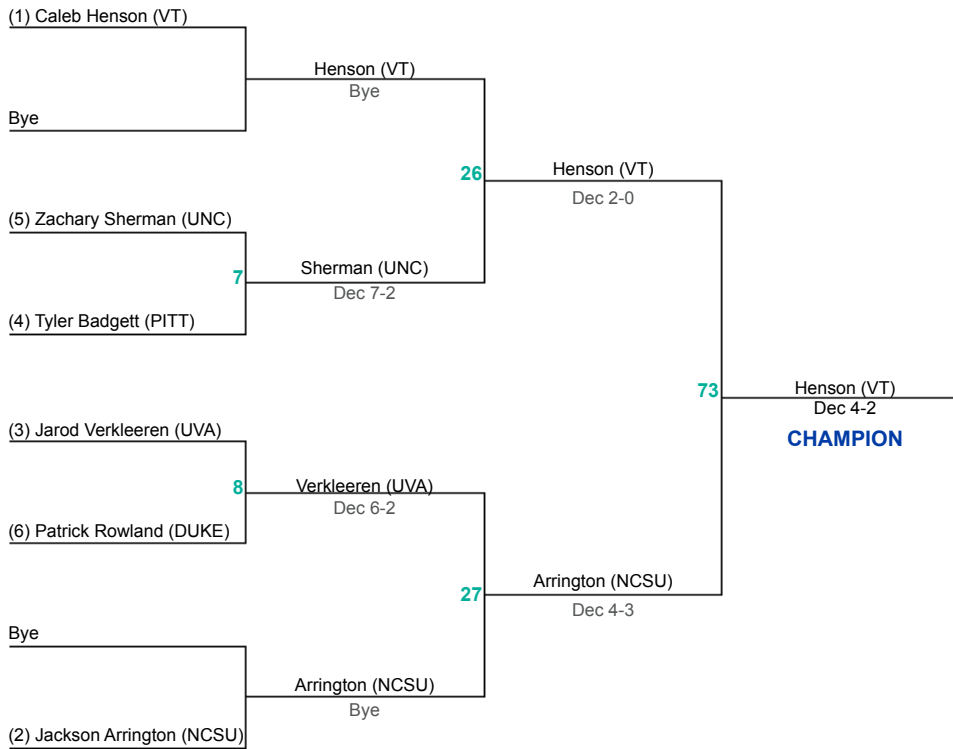 (1) Caleb Henson (VT)
Henson (VT)
Bye
Bye
26
Henson (VT)
Dec 2-0
(5) Zachary Sherman (UNC)
7
Sherman (UNC)
Dec 7-2
(4) Tyler Badgett (PITT)
73
Henson (VT)
Dec 4-2
CHAMPION
(3) Jarod Verkleeren (UVA)
8
Verkleeren (UVA)
Dec 6-2
(6) Patrick Rowland (DUKE)
27
Arrington (NCSU)
Dec 4-3
Bye
Arrington (NCSU)
Bye
(2) Jackson Arrington (NCSU)